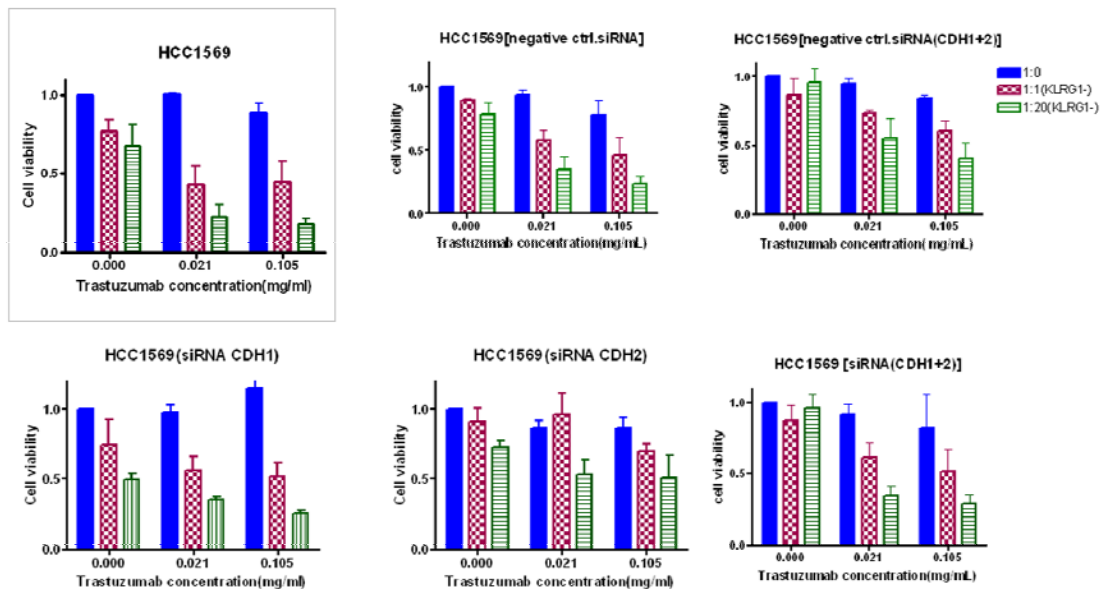 HCC1569
Cell viability
1.0
0.5
0.0
0.000 0.021 0.105
Trastuzumab concentration(mg/ml)
HCC1569[negative ctrl.siRNA]
cell viability
1.0
0.5
0.0
0.000 0.021 0.105
Trastuzumab concentration(mg/mL)
HCC1569[negative ctrl.siRNA(CDH1+2)]
cell viability
1.0
0.5
0.0
0.000 0.021 0.105
Trastuzumab concentration(mg/mL)
1:0
1:1(KLRG1-)
1:20(KLRG1-)
HCC1569(siRNA CDH1)
Cell viability
1.0
0.5
0.0
0.000 0.021 0.105
Trastuzumab concentration(mg/ml)
HCC1569(siRNA CDH2)
Cell viability
1.0
0.5
0.0
0.000 0.021 0.105
Trastuzumab concentration(mg/ml)
HCC1569 [siRNA(CDH1+2)]
cell viability
1.0
0.5
0.0
0.000 0.021 0.105
Trastuzumab concentration(mg/mL)